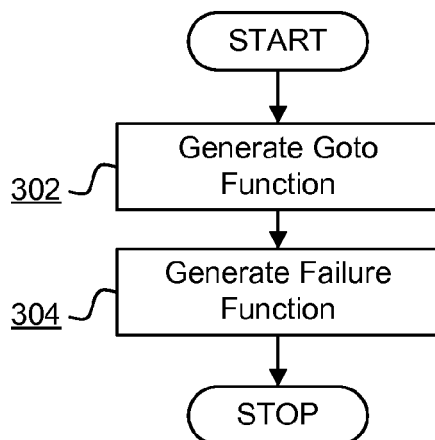 START
Generate Goto
Function
302
Generate Failure
Function
304
STOP